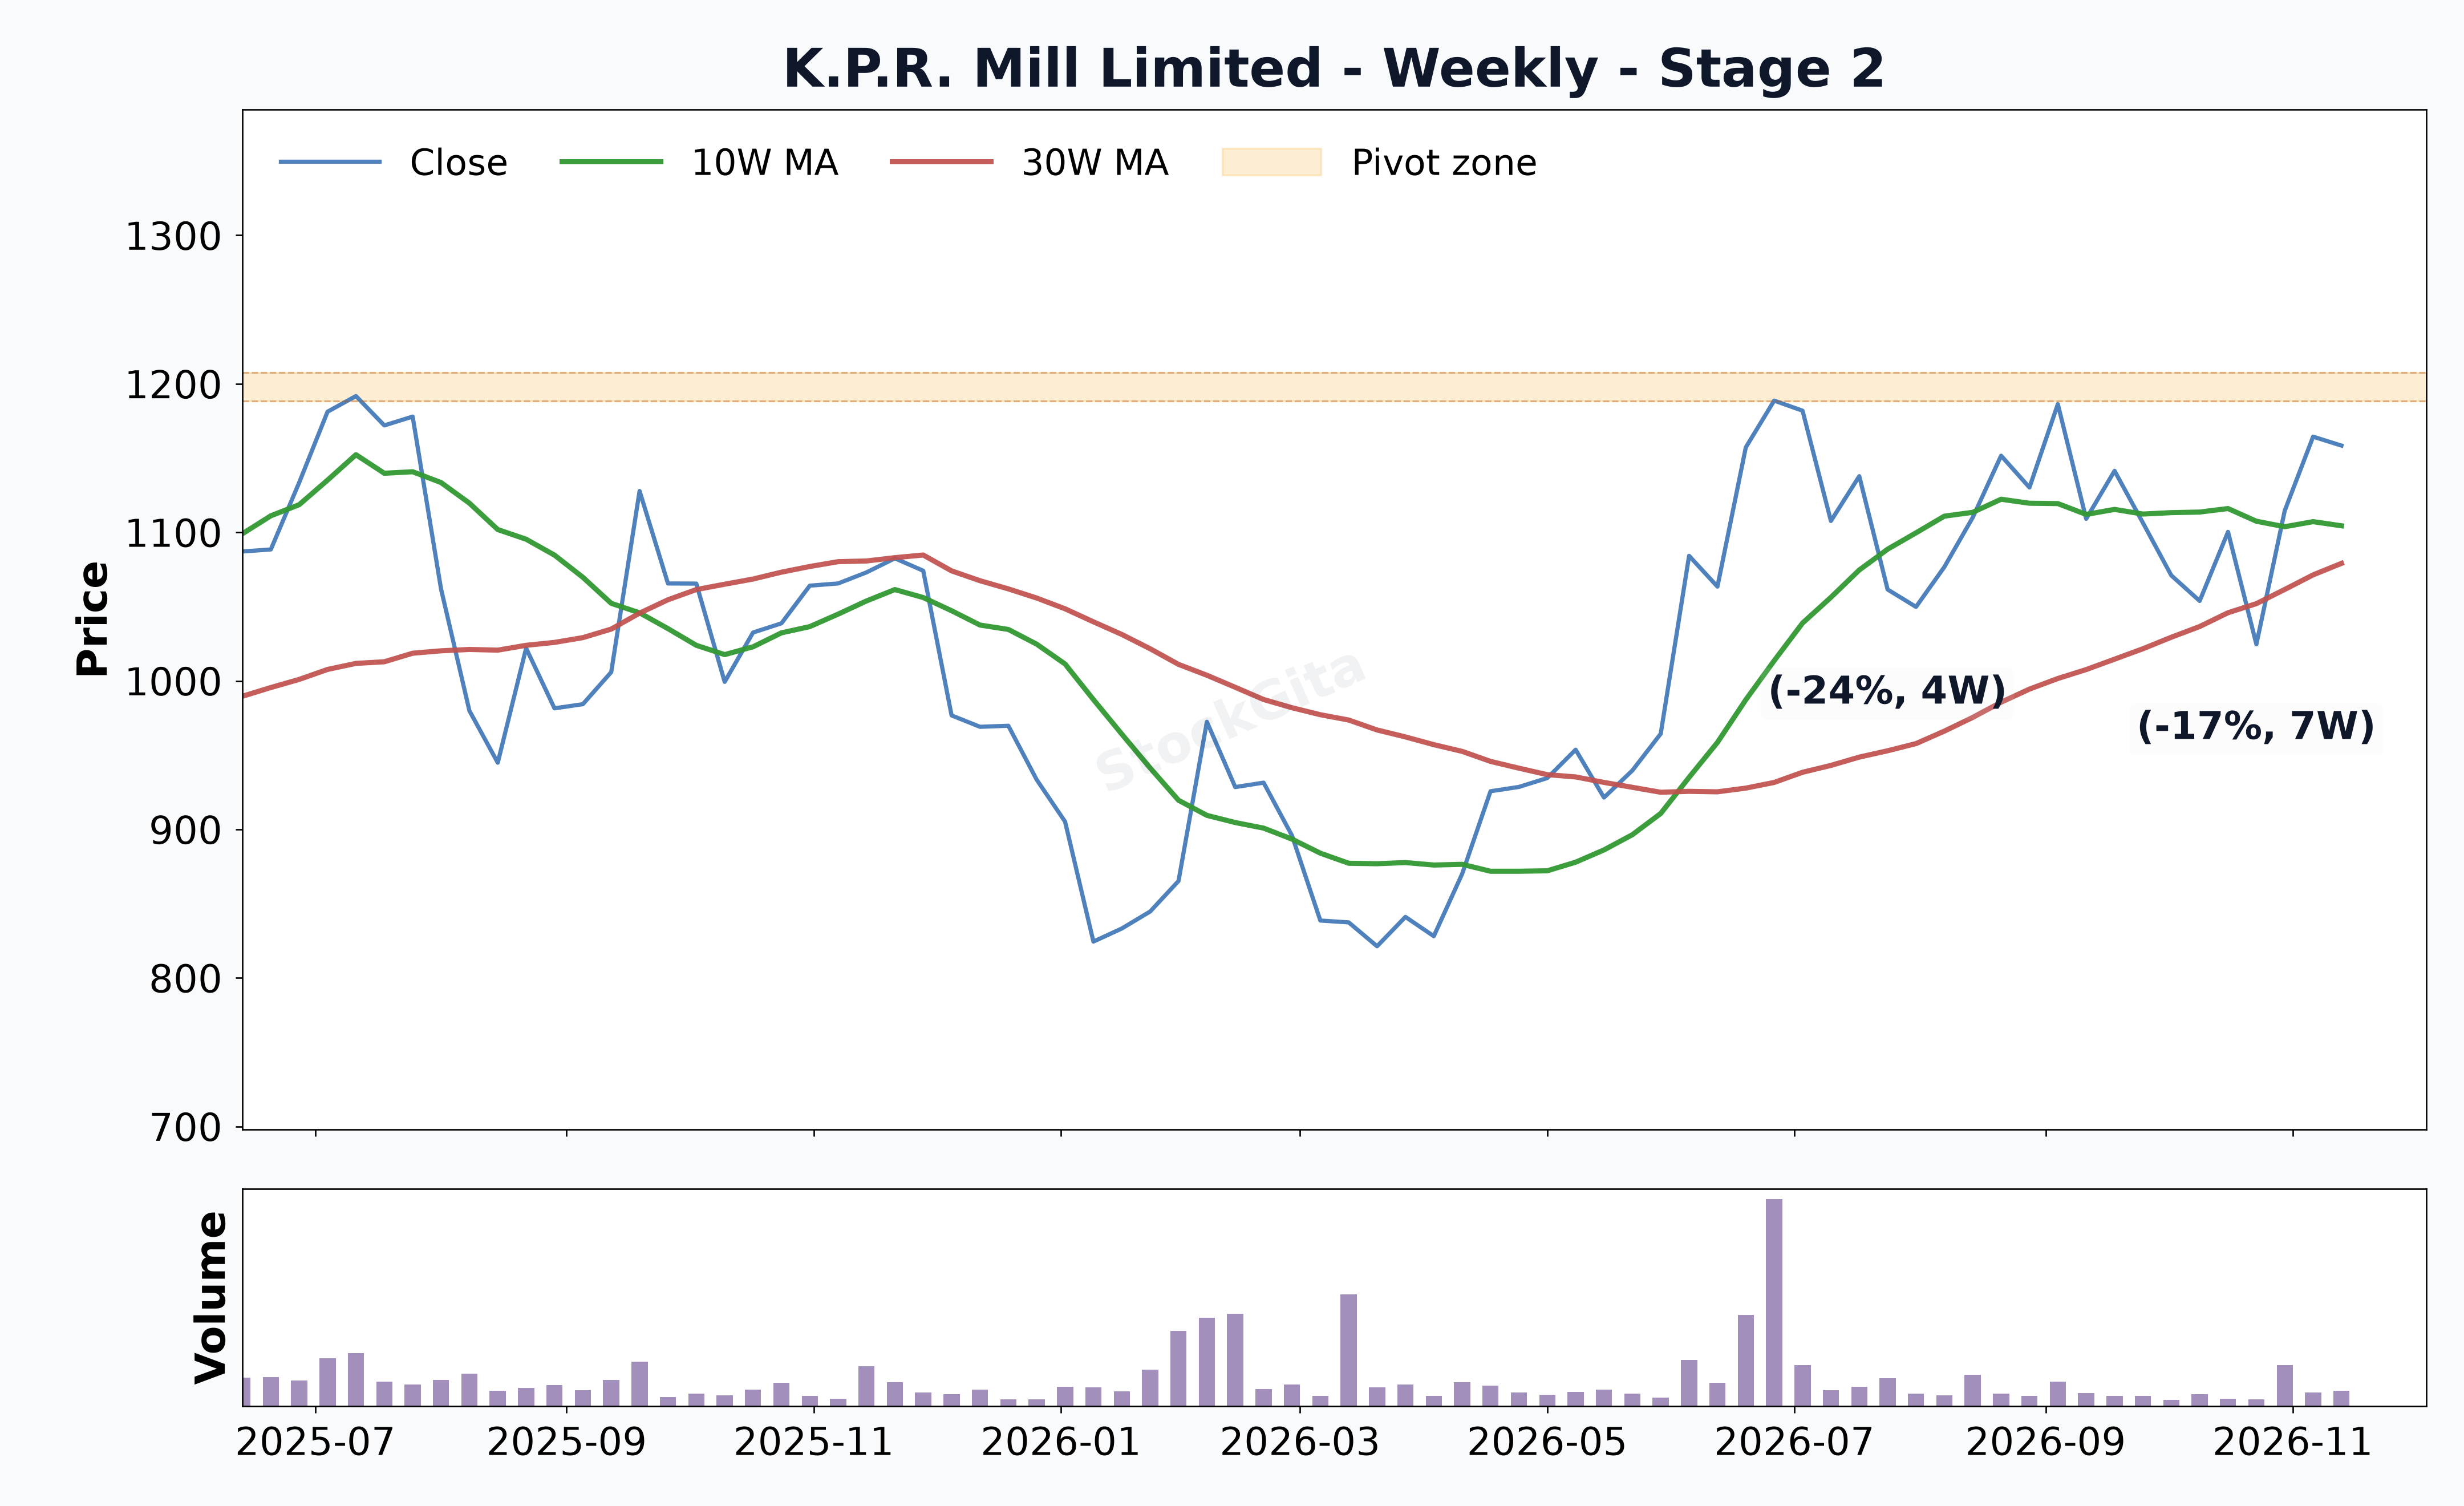 K.P.R. Mill Limited - Weekly - Stage 2
Close 10W MA 30W MA Pivot zone
1300
1200
1100
1000
900
800
700
Price
StockGita
(-24%, 4W)
(-17%, 7W)
Volume
2025-07 2025-09 2025-11 2026-01 2026-03 2026-05 2026-07 2026-09 2026-11